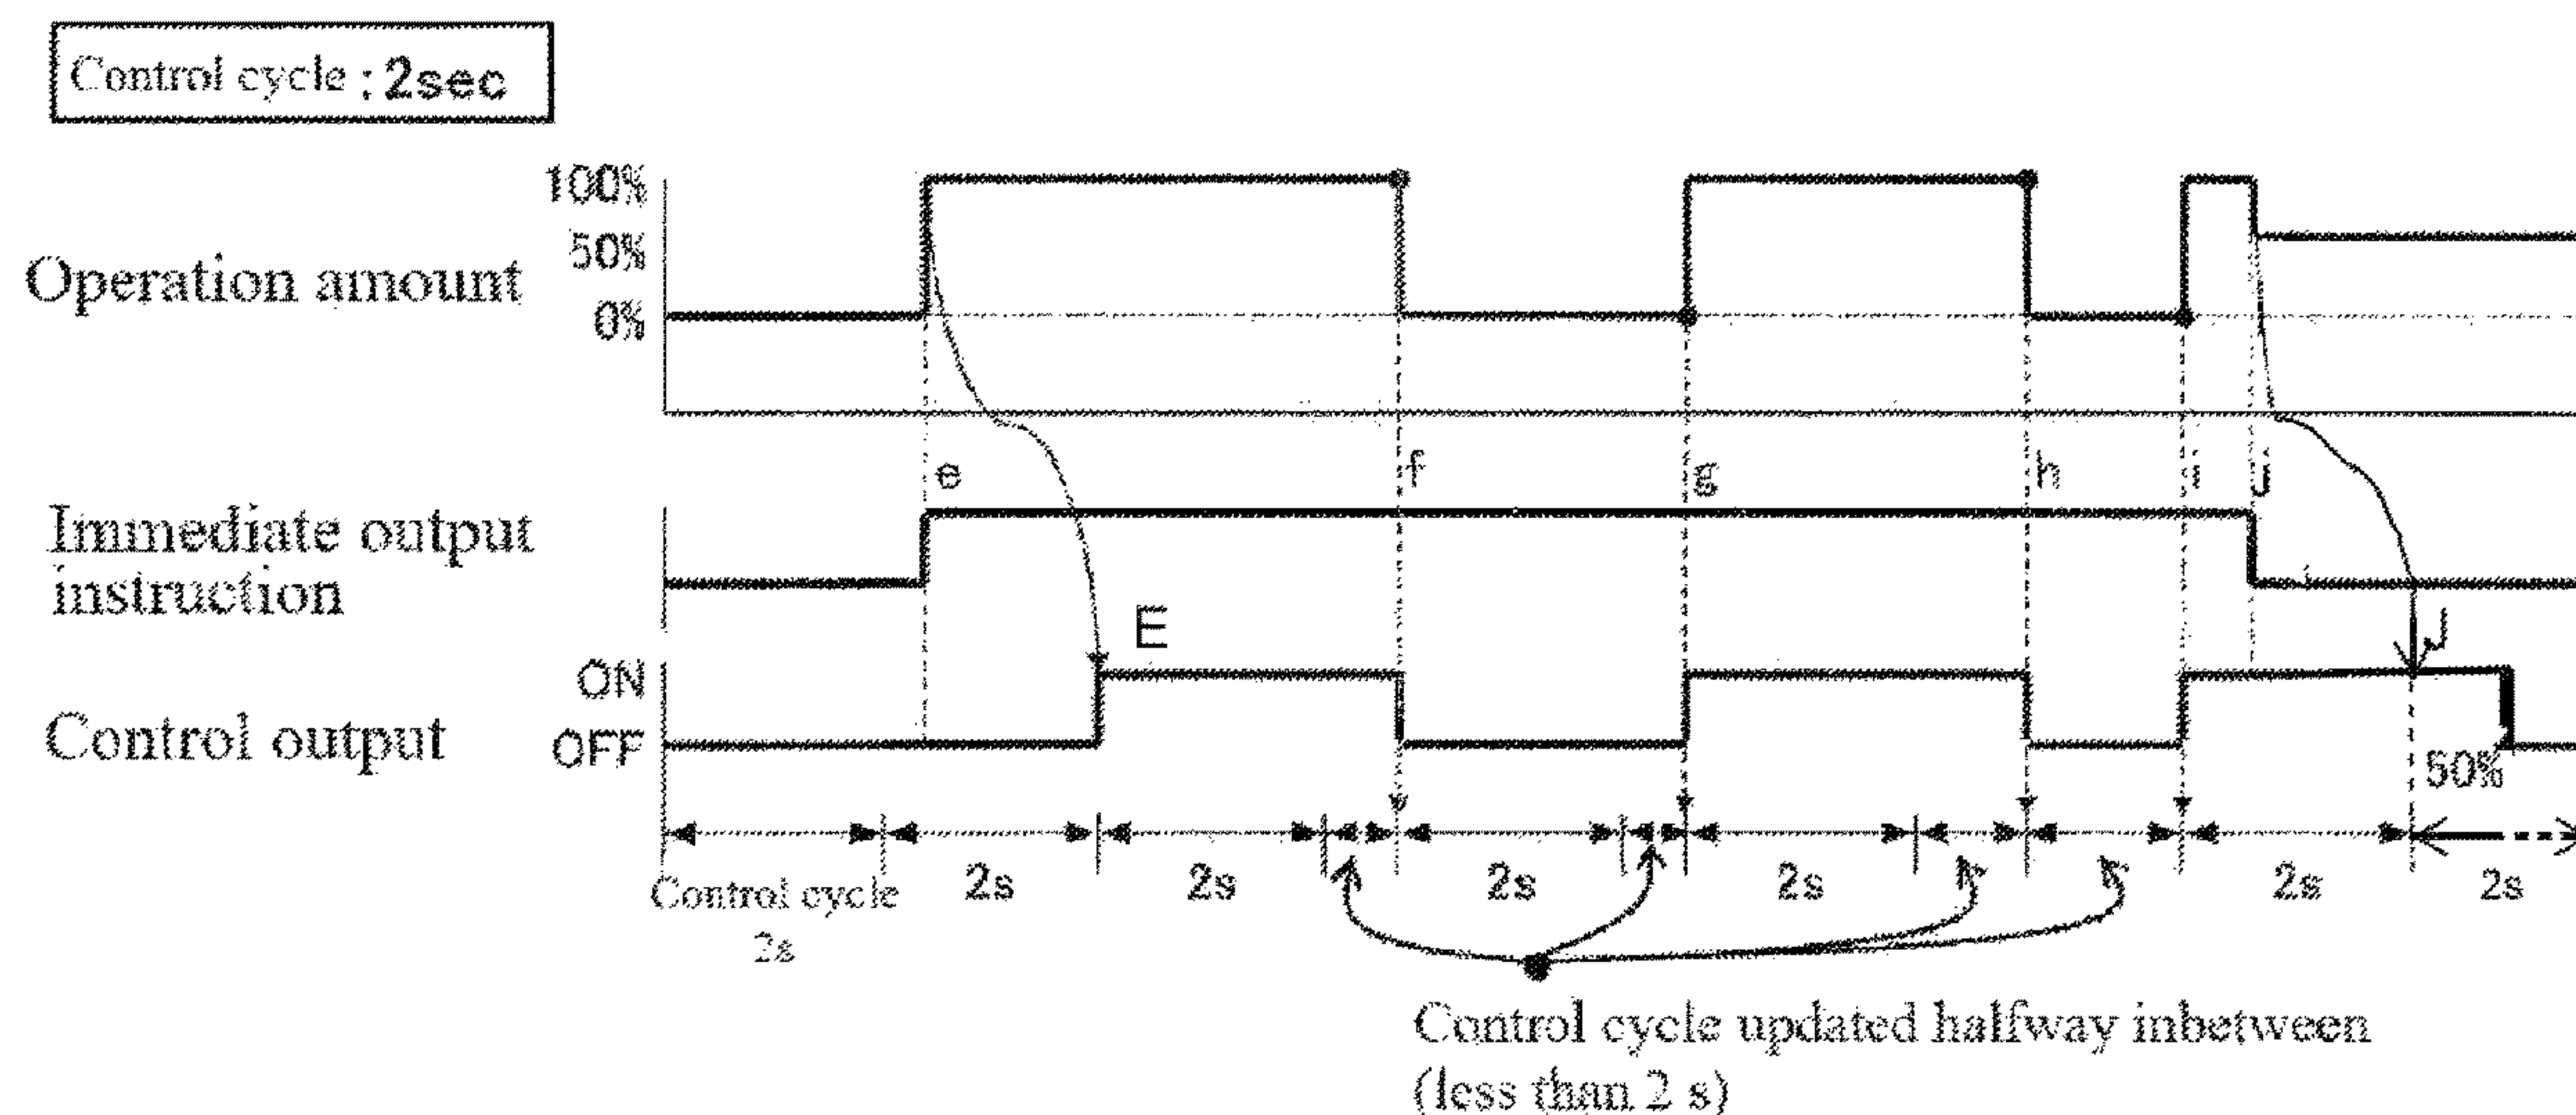 Control cycle : 2sec
100%
50%
0%
Operation amount
e f g h i j
Immediate output
instruction
E J
ON
OFF
Control output
50%
Control cycle
2s
2s 2s 2s 2s 2s 2s
Control cycle updated halfway inbetween
(less than 2 s)